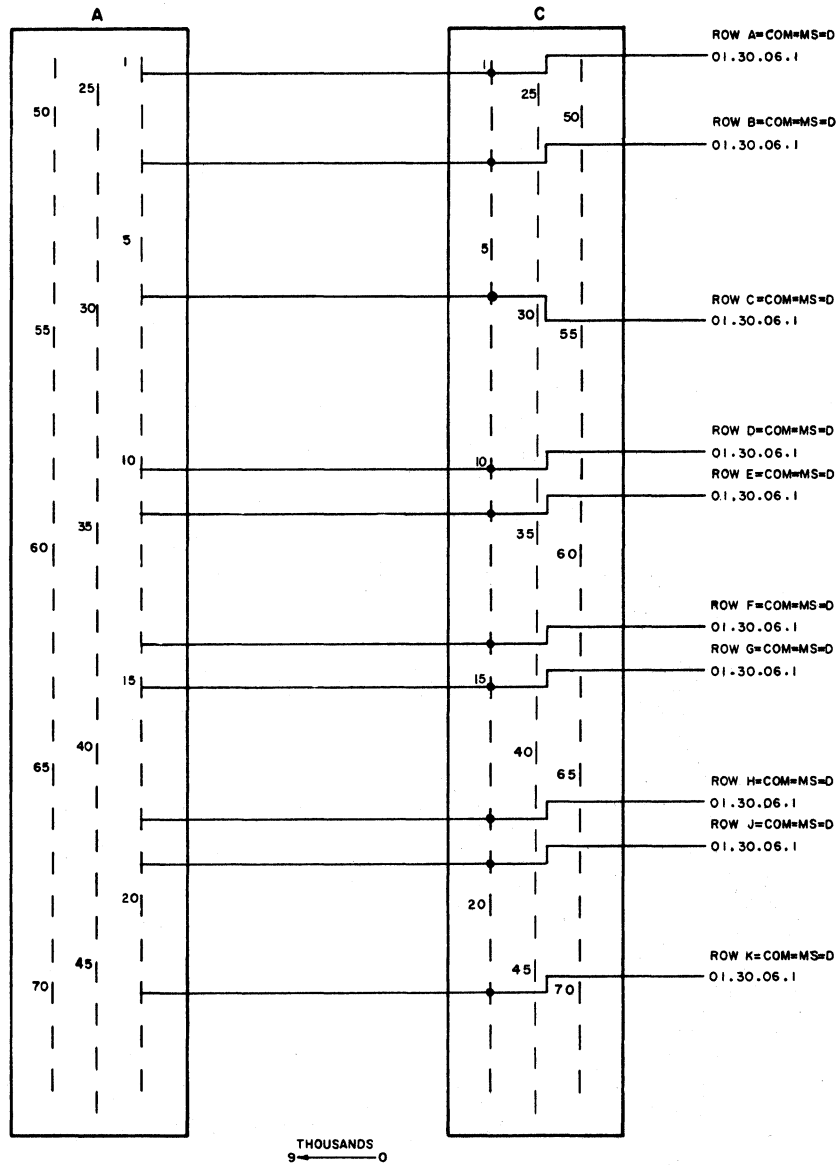 A C
1 1 ROW A=COM=MS=D
01.30.06.1
25 25
50 50
ROW B=COM=MS=D
01.30.06.1
5 5
30 30 ROW C=COM=MS=D
01.30.06.1
55 55
ROW D=COM=MS=D
01.30.06.1
10 10
ROW E=COM=MS=D
01.30.06.1
35 35
60 60
ROW F=COM=MS=D
01.30.06.1
ROW G=COM=MS=D
01.30.06.1
15 15
40 40
65 65
ROW H=COM=MS=D
01.30.06.1
ROW J=COM=MS=D
01.30.06.1
20 20
45 45
ROW K=COM=MS=D
01.30.06.1
70 70
THOUSANDS
9 0